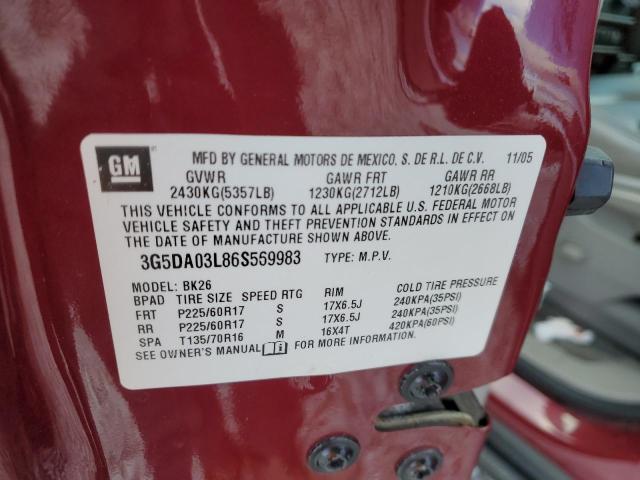 GM
MFD BY GENERAL MOTORS DE MEXICO, S. DE R.L. DE C.V. 11/05
GVWR GAWR FRT GAWR RR
2430KG(5357LB) 1230KG(2712LB) 1210KG(2668LB)
THIS VEHICLE CONFORMS TO ALL APPLICABLE U.S. FEDERAL MOTOR
VEHICLE SAFETY AND THEFT PREVENTION STANDARDS IN EFFECT ON
THE DATE OF MANUFACTURE SHOWN ABOVE.
3G5DA03L86S569983 TYPE: M.P.V.
MODEL: BK26
BPAD TIRE SIZE SPEED RTG RIM COLD TIRE PRESSURE
FRT P225/60R17 S 17X6.5J 240KPA(35PSI)
RR P225/60R17 S 17X6.5J 240KPA(35PSI)
SPA T135/70R16 M 16X4T 420KPA(60PSI)
SEE OWNER'S MANUAL FOR MORE INFORMATION.